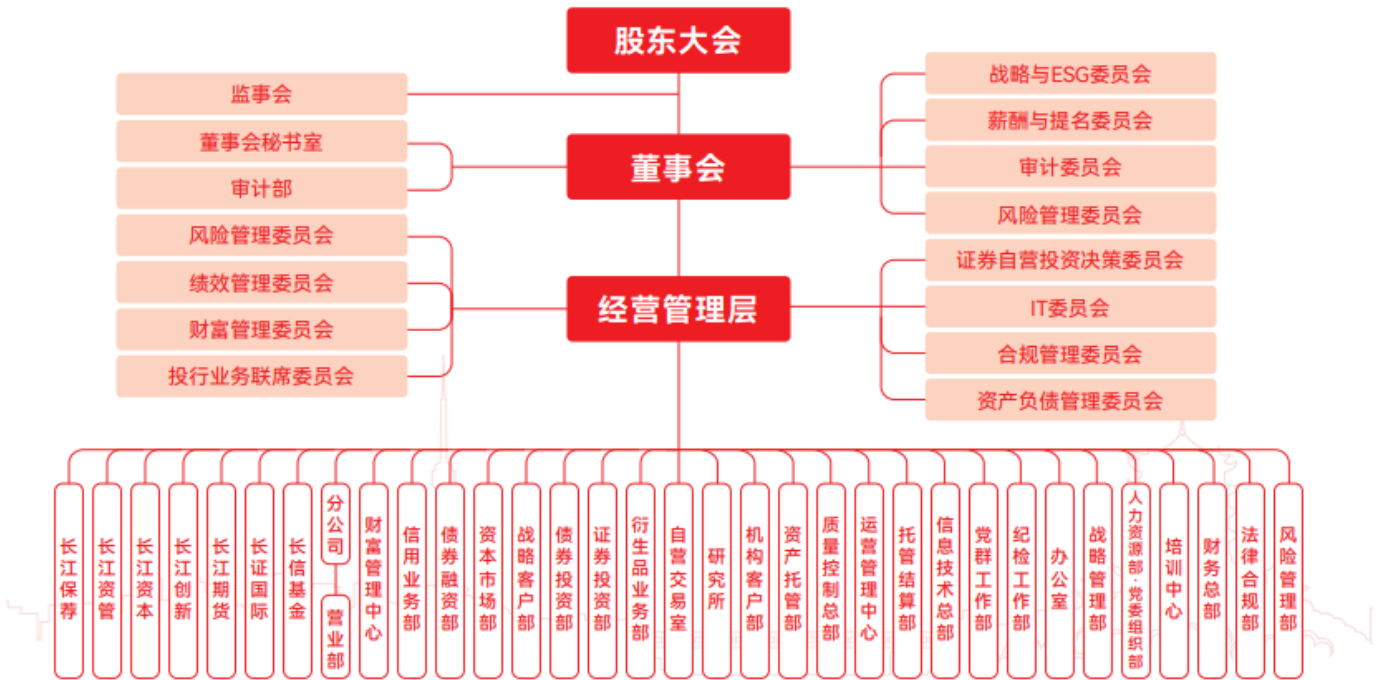 股东大会
监事会
董事会秘书室
审计部
董事会
战略与ESG委员会
薪酬与提名委员会
审计委员会
风险管理委员会
风险管理委员会
绩效管理委员会
财富管理委员会
投行业务联席委员会
经营管理层
证券自营投资决策委员会
IT委员会
合规管理委员会
资产负债管理委员会
长江保荐
长江资管
长江资本
长江创新
长江期货
长证国际
长信基金
分公司
营业部
财富管理中心
信用业务部
债券融资部
资本市场部
战略客户部
债券投资部
证券投资部
衍生品业务部
自营交易室
研究所
机构客户部
资产托管部
质量控制总部
运营管理中心
托管结算部
信息技术总部
党群工作部
纪检工作部
办公室
战略管理部
人力资源部·党委组织部
培训中心
财务总部
法律合规部
风险管理部